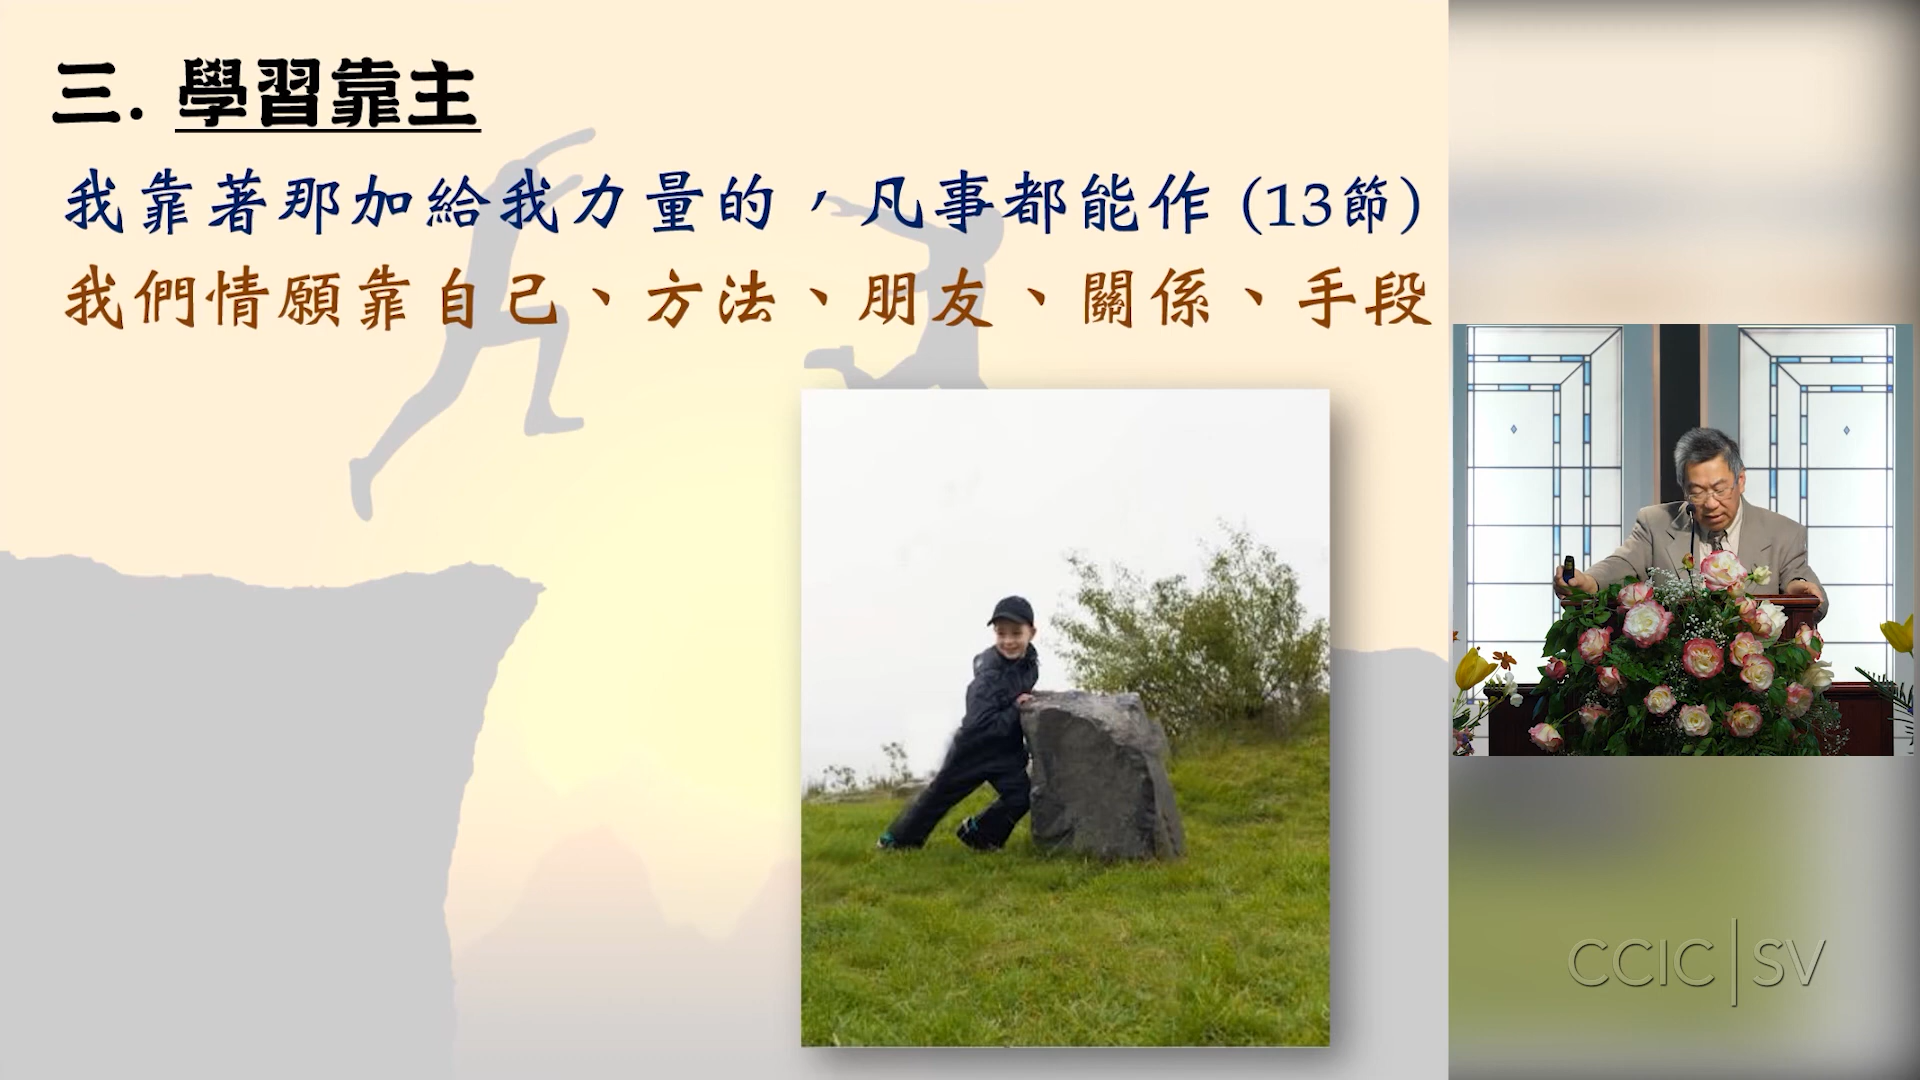 三. 學習靠主
我靠著那加給我力量的，凡事都能作 (13節)
我們情願靠自己、方法、朋友、關係、手段
CCIC|SV